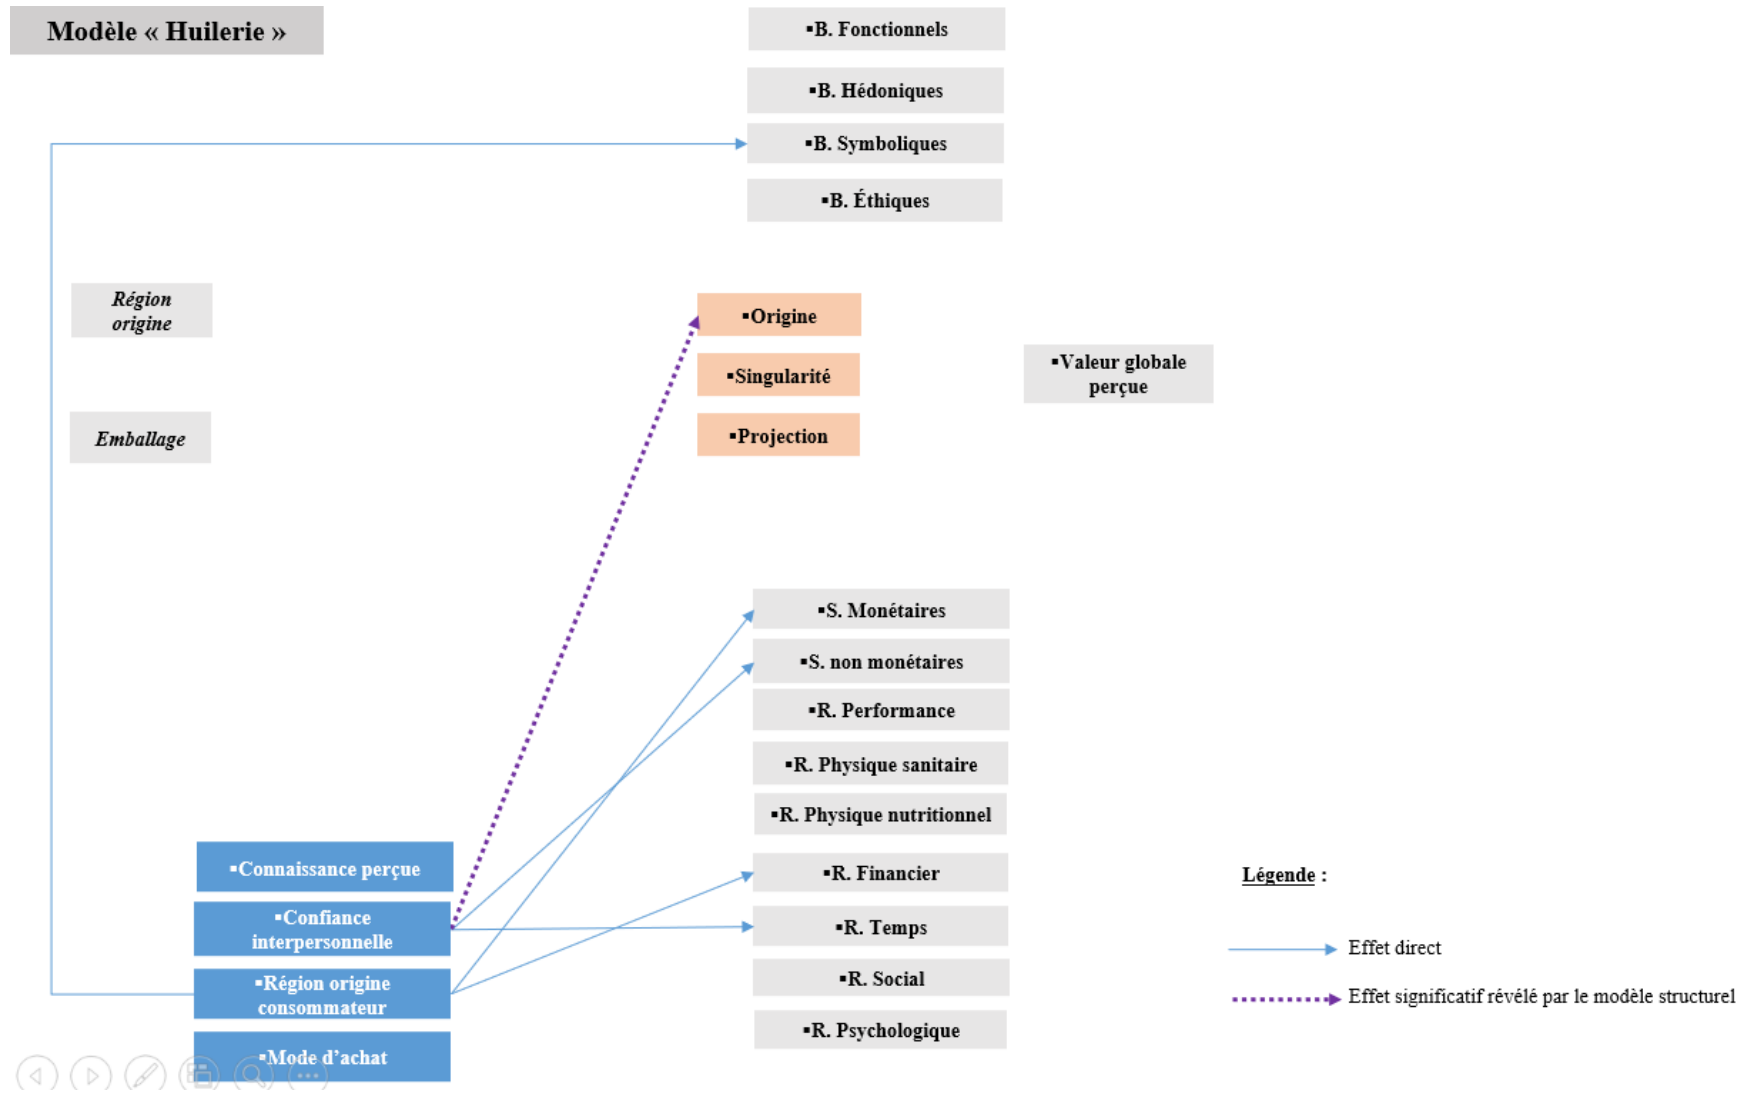 Modèle « Huilerie »
▪B. Fonctionnels
▪B. Hédoniques
▪B. Symboliques
▪B. Éthiques
Région
origine
Emballage
▪Origine
▪Singularité
▪Projection
▪Valeur globale
perçue
▪S. Monétaires
▪S. non monétaires
▪R. Performance
▪R. Physique sanitaire
▪R. Physique nutritionnel
▪R. Financier
▪R. Temps
▪R. Social
▪R. Psychologique
▪Connaissance perçue
▪Confiance
interpersonnelle
▪Région origine
consommateur
▪Mode d’achat
Légende :
Effet direct
Effet significatif révélé par le modèle structurel